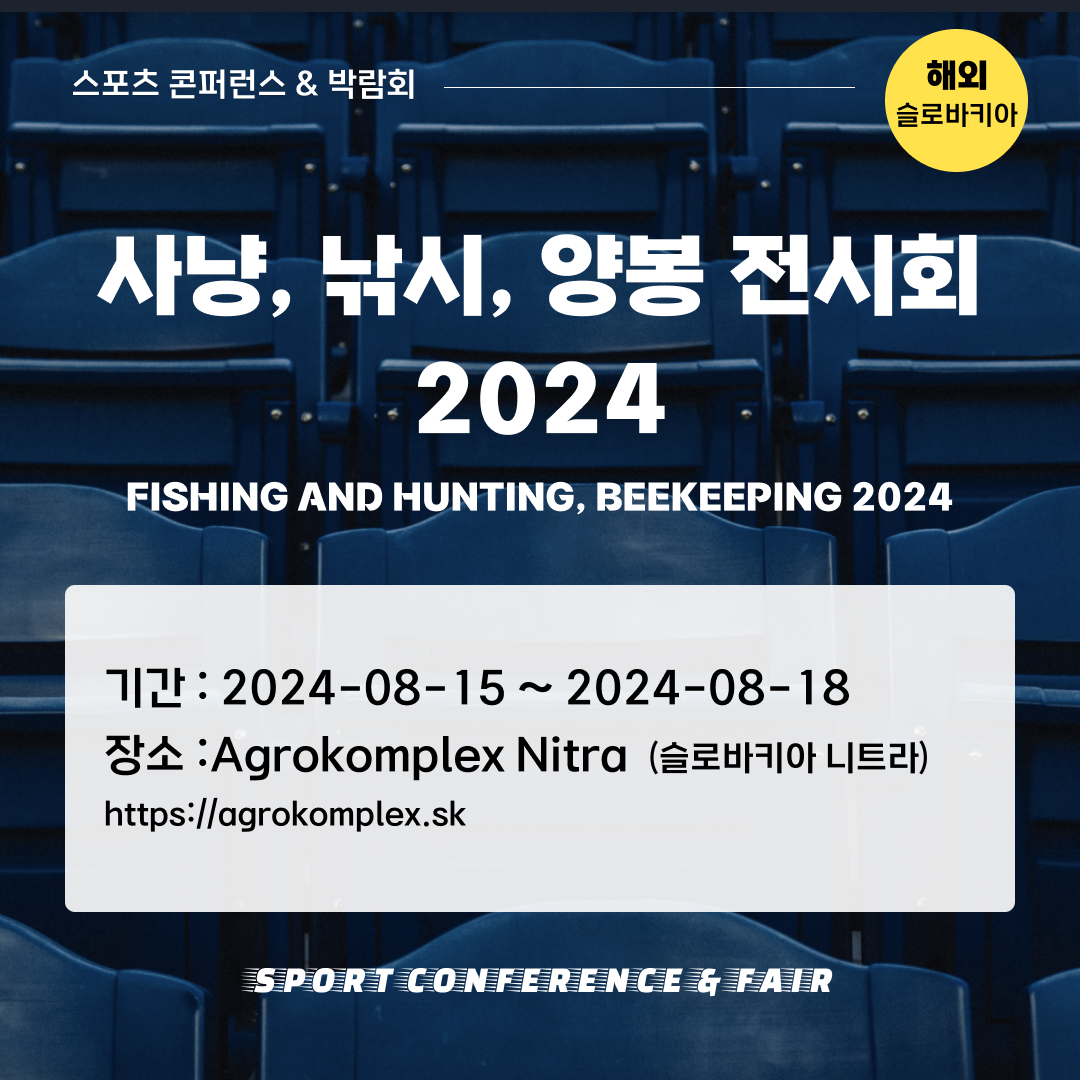 스포츠 콘퍼런스 & 박람회
해외
슬로바키아
사냥, 낚시, 양봉 전시회
2024
FISHING AND HUNTING, BEEKEEPING 2024
기간 : 2024-08-15 ~ 2024-08-18
장소 :Agrokomplex Nitra (슬로바키아 니트라)
https://agrokomplex.sk
SPORT CONFERENCE & FAIR